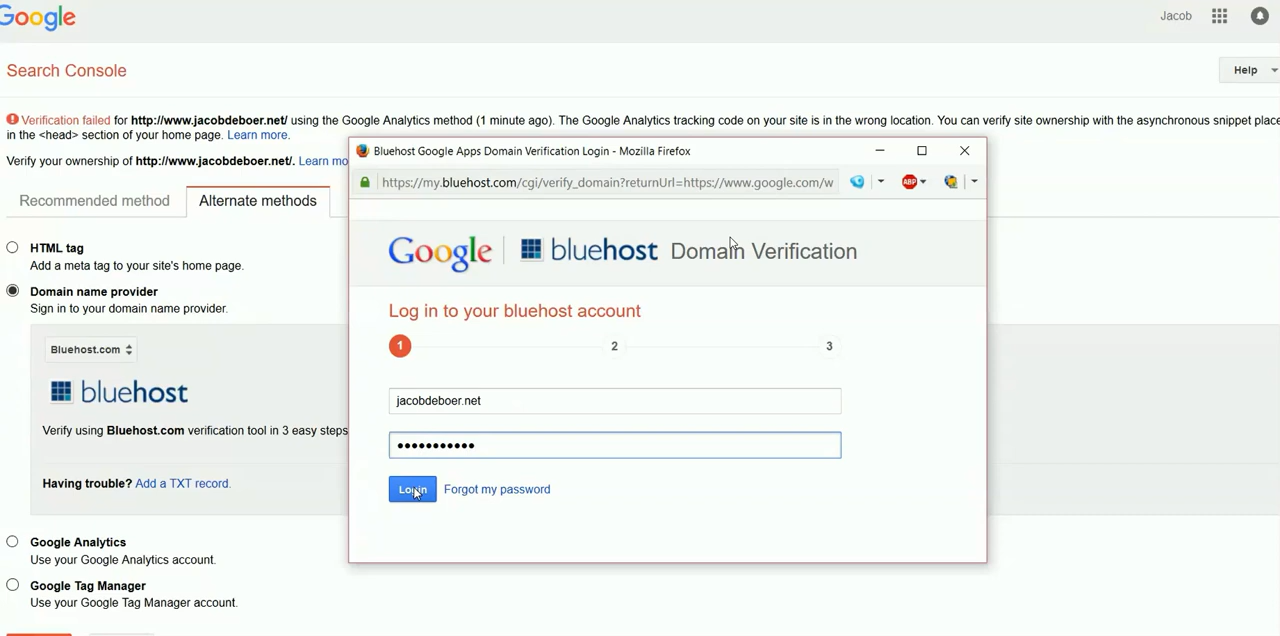 Google
Jacob
Search Console
Help
Verification failed for http://www.jacobdeboer.net/ using the Google Analytics method (1 minute ago). The Google Analytics tracking code on your site is in the wrong location. You can verify site ownership with the asynchronous snippet place
in the <head> section of your home page. Learn more.
Verify your ownership of http://www.jacobdeboer.net/. Learn mo
Recommended method
Alternate methods
HTML tag
Add a meta tag to your site's home page.
Domain name provider
Sign in to your domain name provider.
Bluehost.com
bluehost
Verify using Bluehost.com verification tool in 3 easy steps
Having trouble? Add a TXT record.
Google Analytics
Use your Google Analytics account.
Google Tag Manager
Use your Google Tag Manager account.
Bluehost Google Apps Domain Verification Login - Mozilla Firefox
https://my.bluehost.com/cgi/verify_domain?returnUrl=https://www.google.com/w
ABP
Google bluehost Domain Verification
Log in to your bluehost account
1 2 3
jacobdeboer.net
•••••••••••
Login Forgot my password